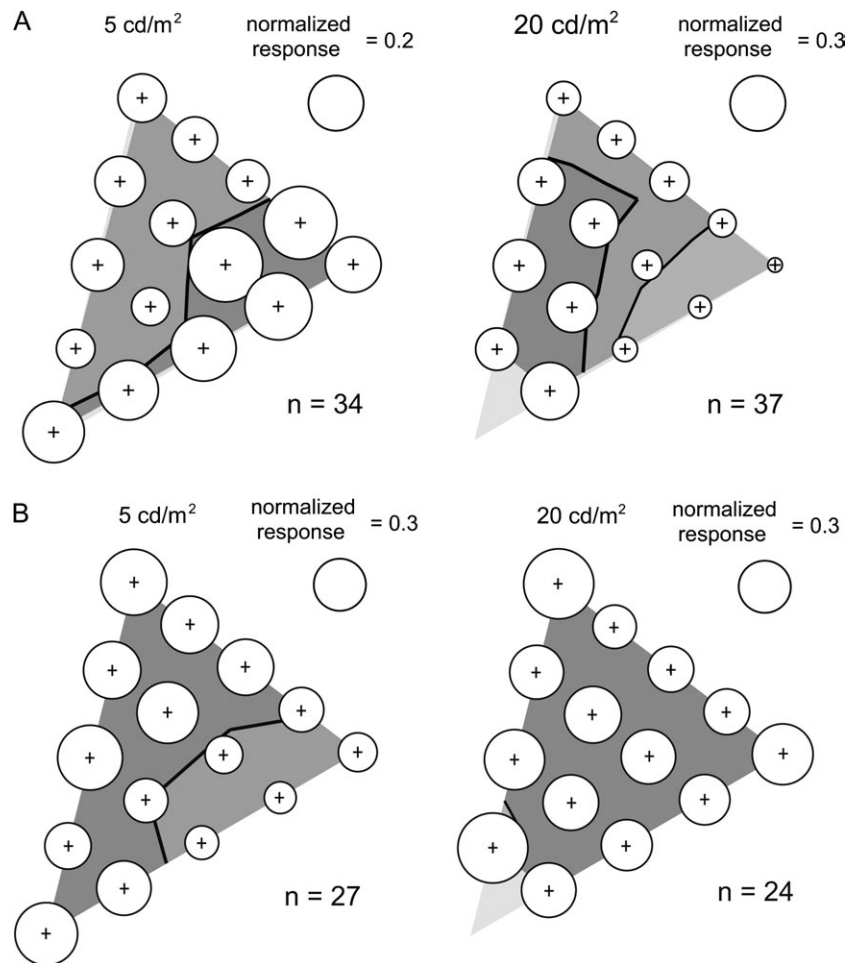 A
5 cd/m²
normalized
response = 0.2
n = 34
20 cd/m²
normalized
response = 0.3
n = 37
B
5 cd/m²
normalized
response = 0.3
n = 27
20 cd/m²
normalized
response = 0.3
n = 24